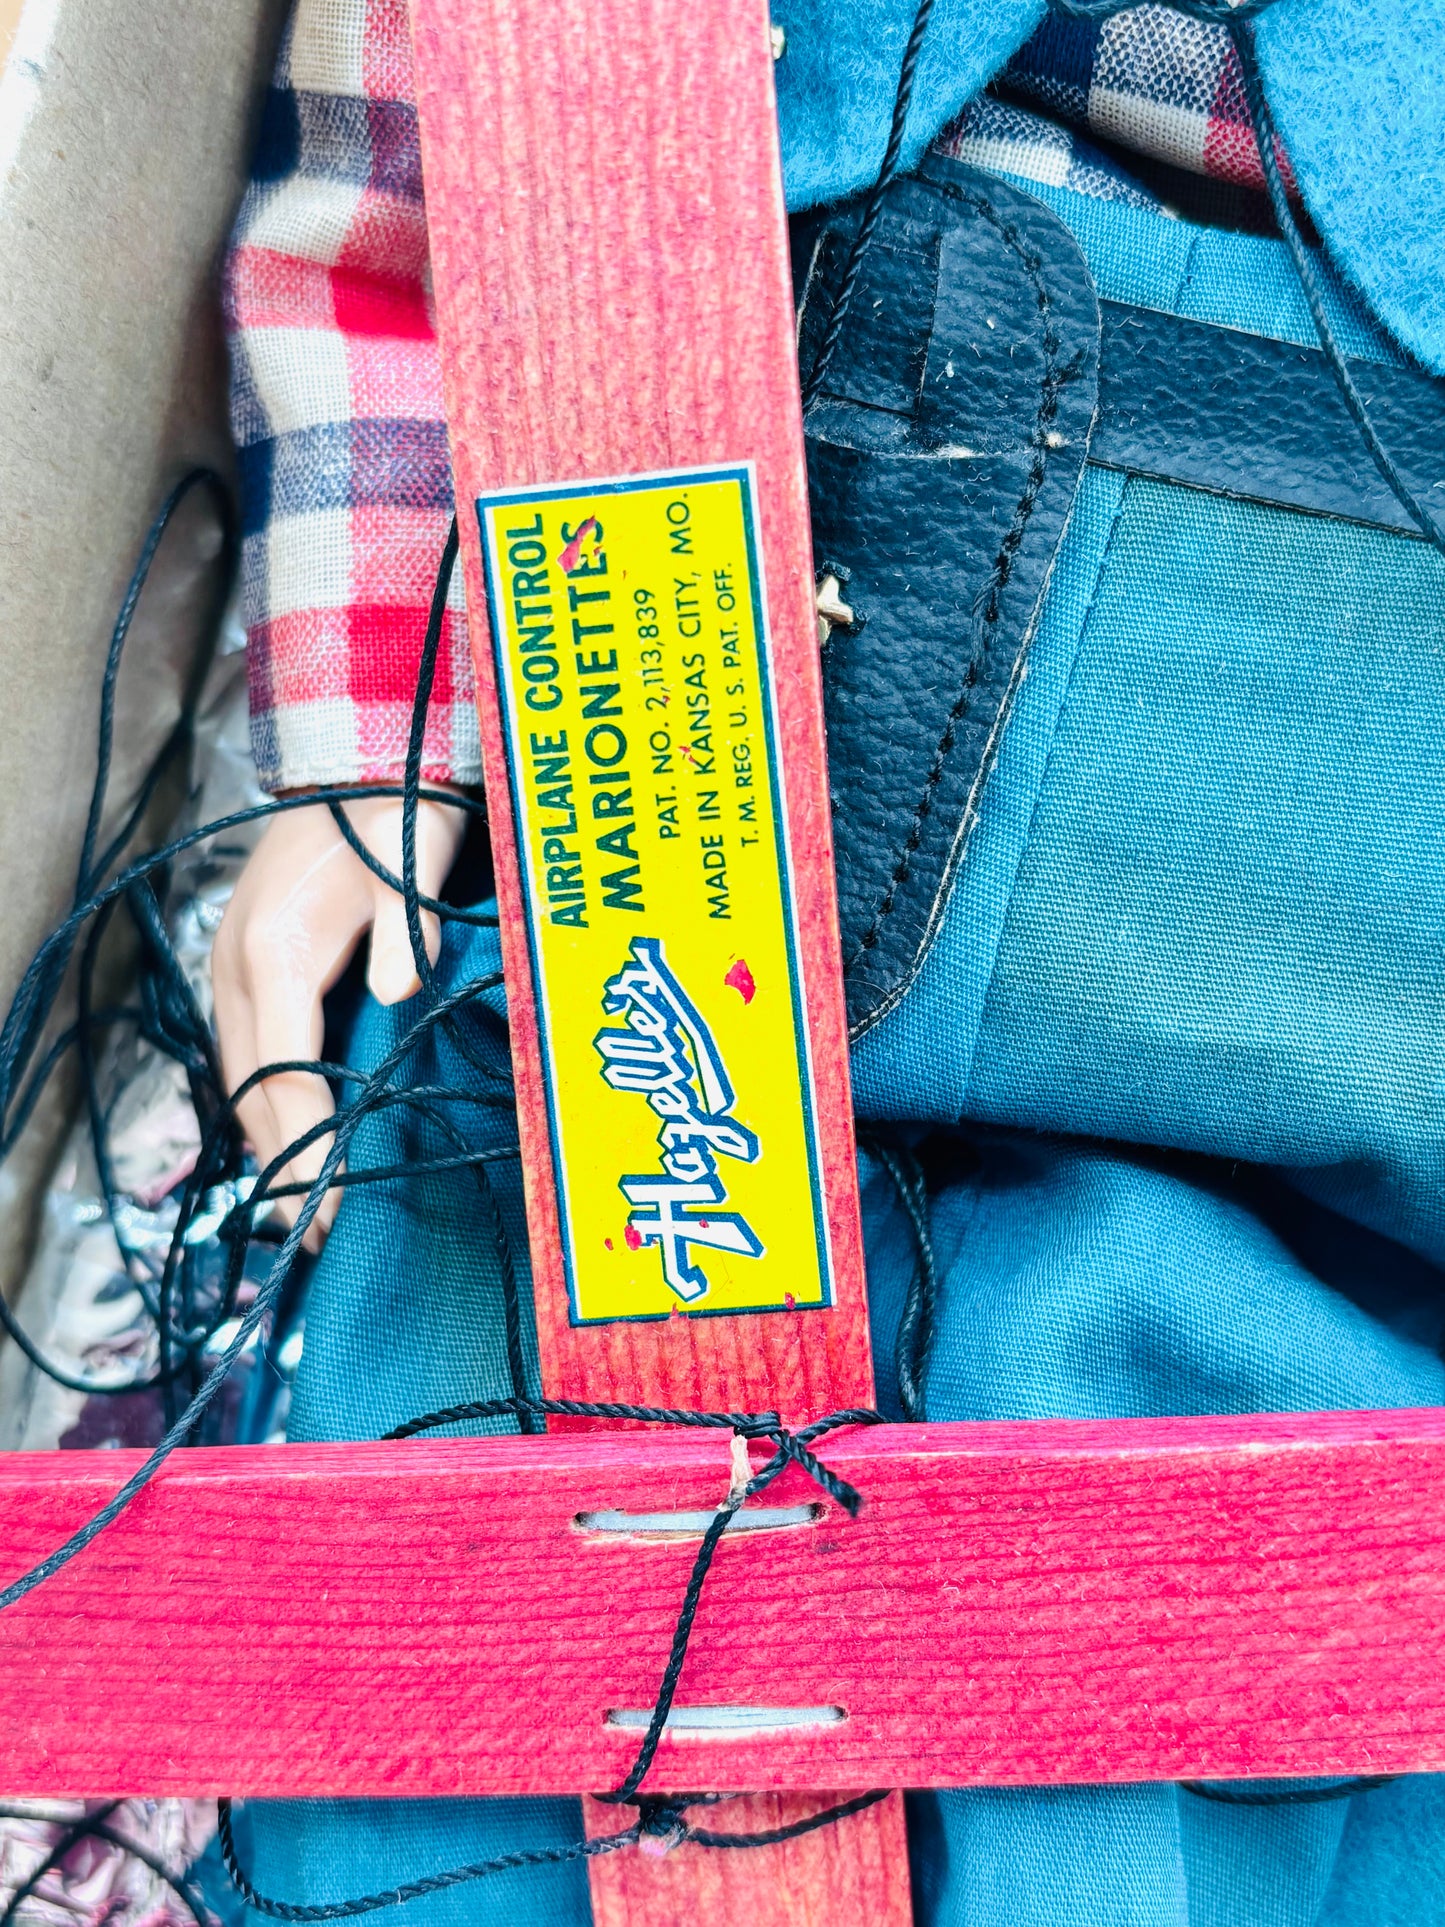 Hazelle's
AIRPLANE CONTROL
MARIONETTES
PAT. NO. 2,113,839
MADE IN KANSAS CITY, MO.
T. M. REG. U. S. PAT. OFF.